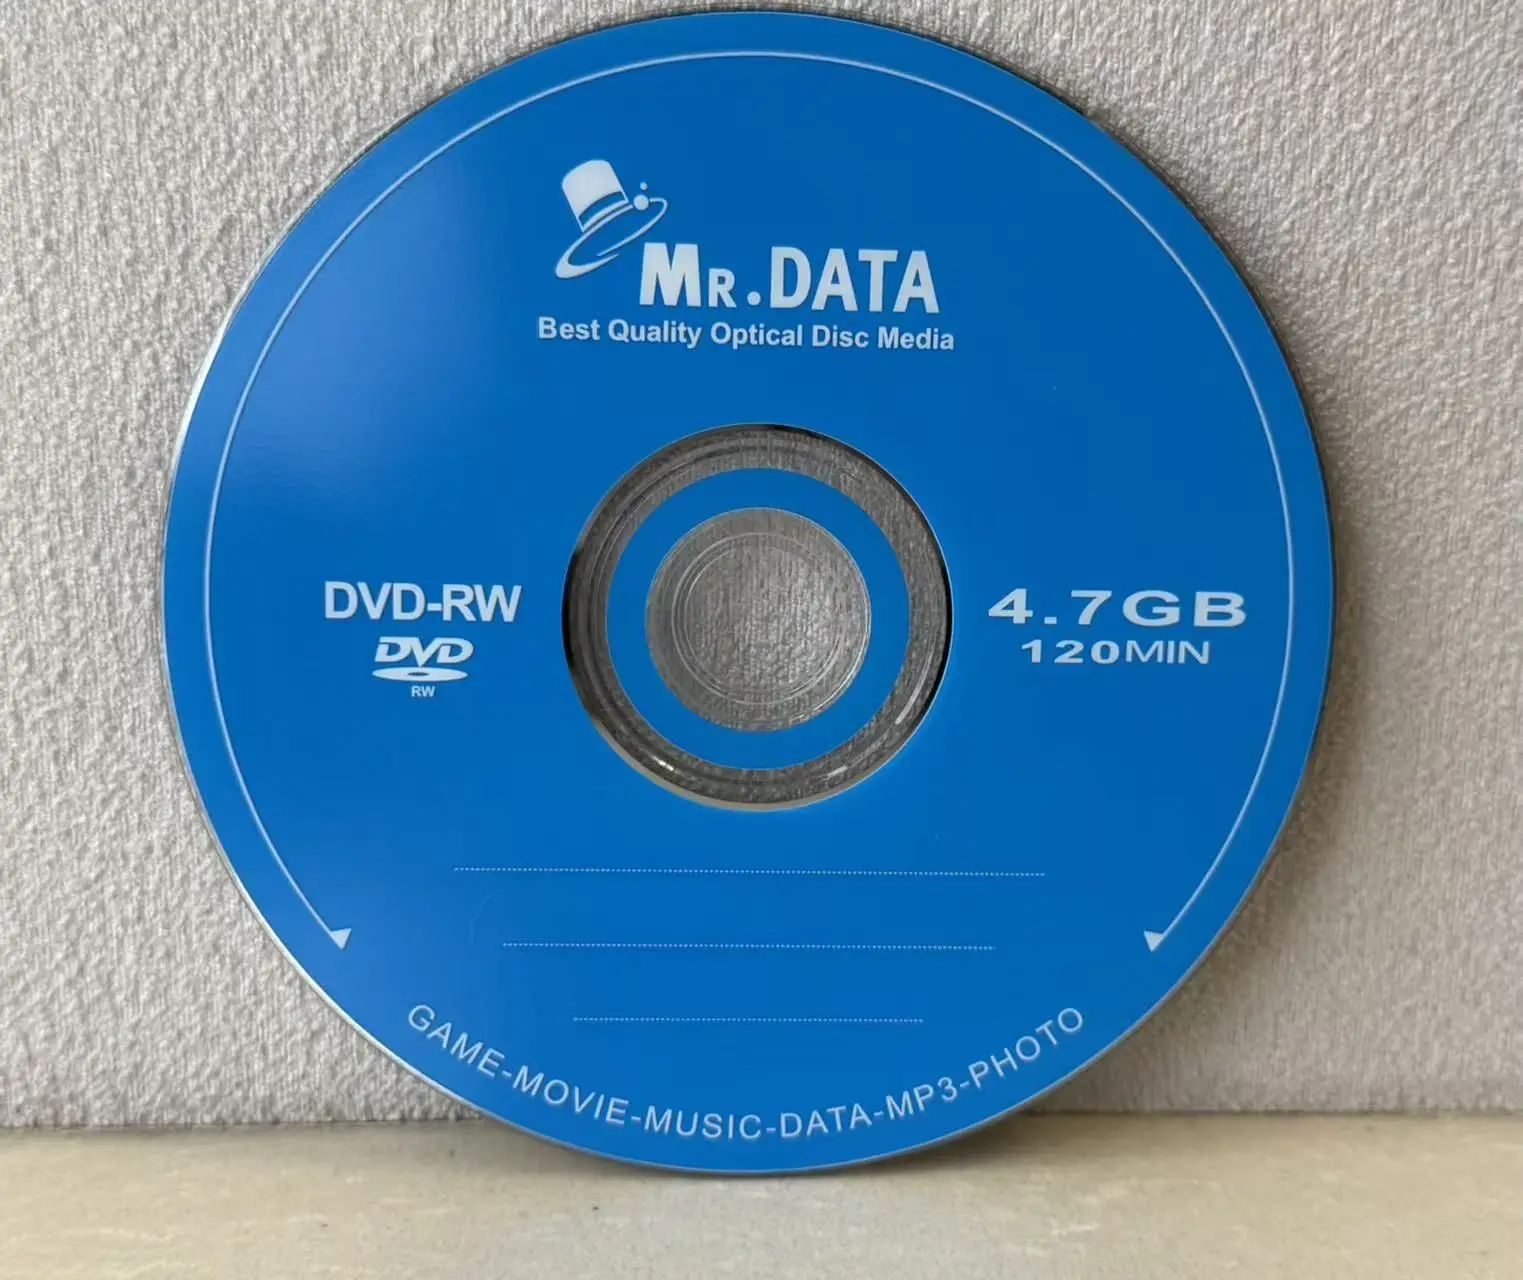 MR.DATA
Best Quality Optical Disc Media
DVD-RW
DVD
RW
4.7GB
120MIN
GAME-MOVIE-MUSIC-DATA-MP3-PHOTO